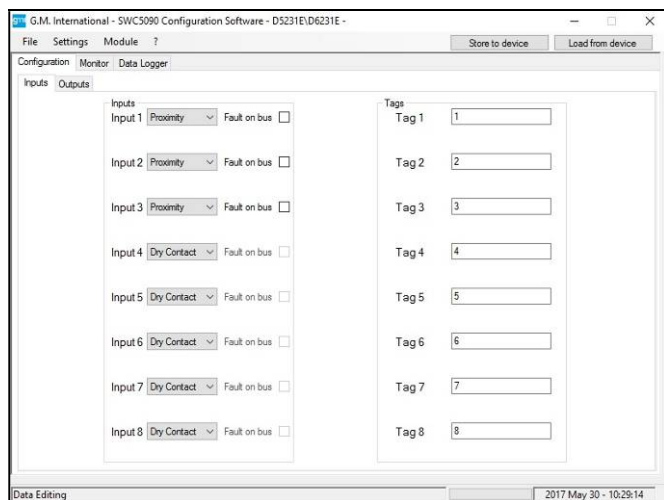 gmi G.M. International - SWC5090 Configuration Software - D5231E\D6231E -
File Settings Module ?
Store to device Load from device
Configuration Monitor Data Logger
Inputs Outputs
Inputs Tags
Input 1 Proximity Fault on bus Tag 1 1
Input 2 Proximity Fault on bus Tag 2 2
Input 3 Proximity Fault on bus Tag 3 3
Input 4 Dry Contact Fault on bus Tag 4 4
Input 5 Dry Contact Fault on bus Tag 5 5
Input 6 Dry Contact Fault on bus Tag 6 6
Input 7 Dry Contact Fault on bus Tag 7 7
Input 8 Dry Contact Fault on bus Tag 8 8
Data Editing 2017 May 30 - 10:29:14